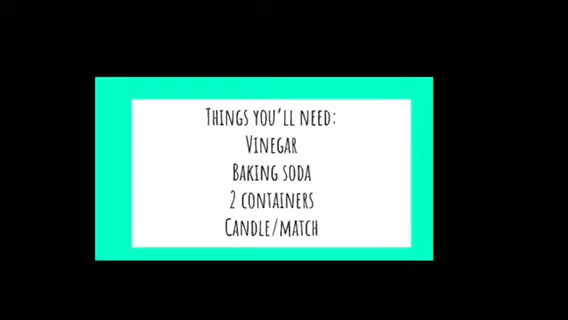 Things you'll need:
Vinegar
Baking soda
2 containers
Candle/match